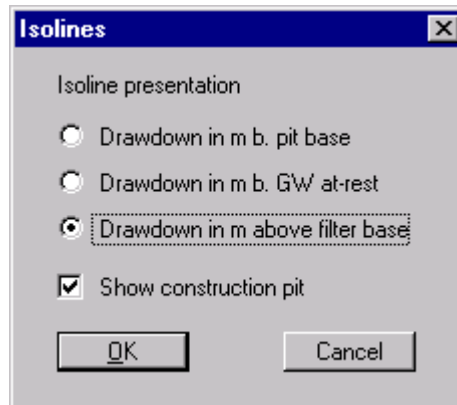 Isolines
Isoline presentation
Drawdown in m b. pit base
Drawdown in m b. GW at-rest
Drawdown in m above filter base
Show construction pit
OK Cancel